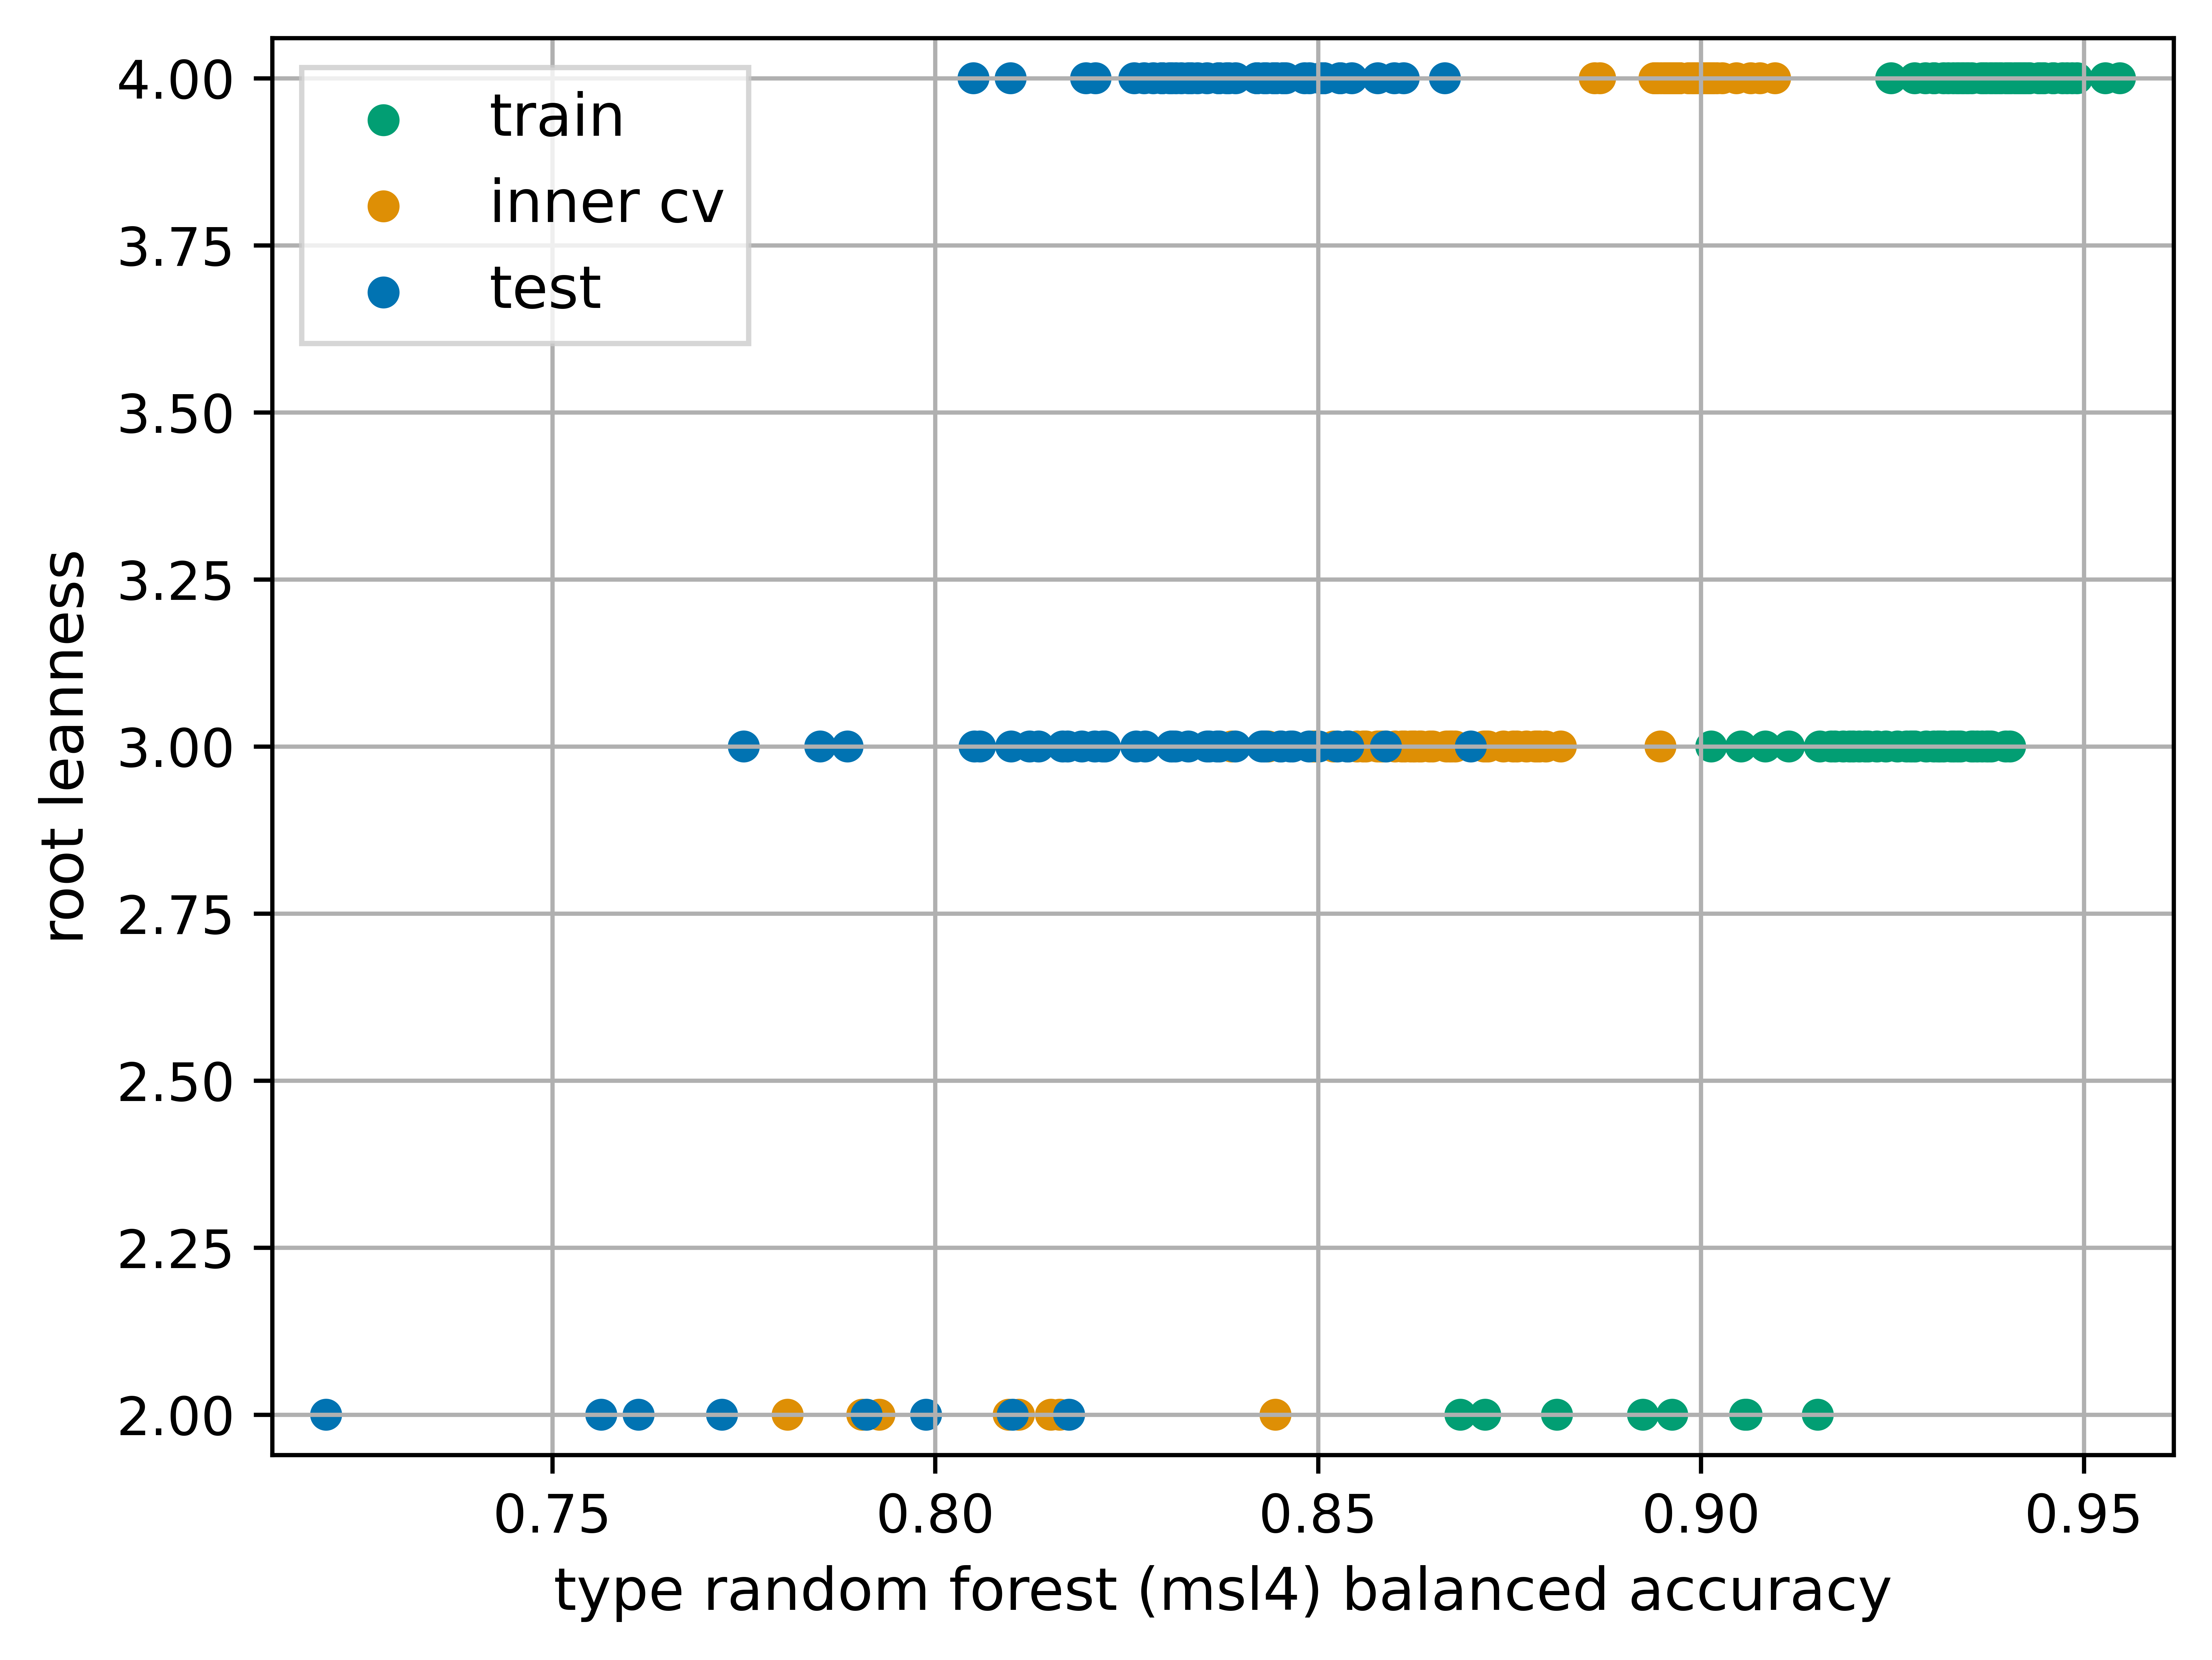 4.00
3.75
3.50
3.25
3.00
2.75
2.50
2.25
2.00
root leanness
train
inner cv
test
0.75 0.80 0.85 0.90 0.95
type random forest (msl4) balanced accuracy